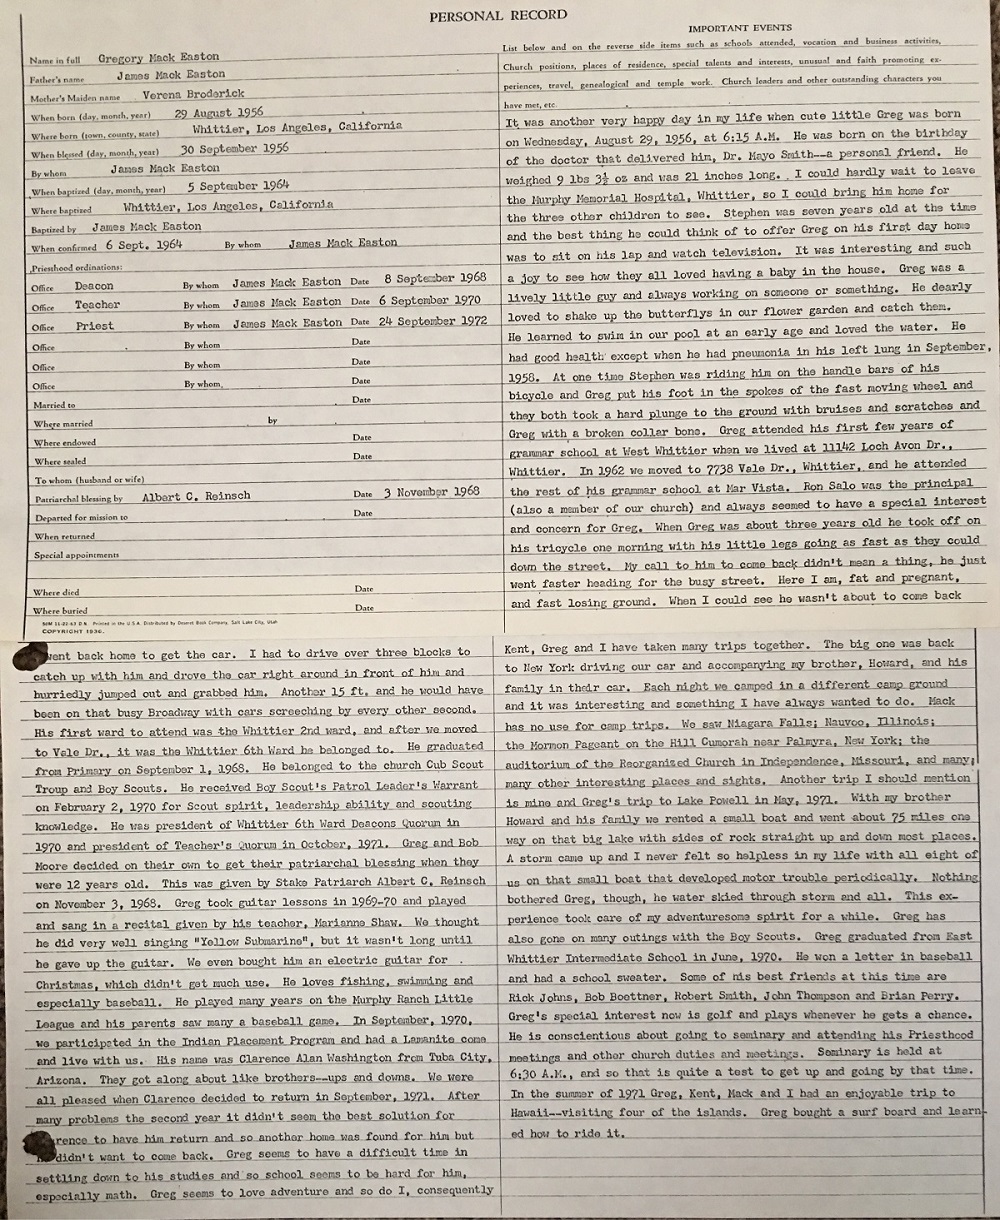 PERSONAL RECORD
Name in full Gregory Mack Easton
Father's name James Mack Easton
Mother's Maiden name Verena Broderick
When born (day, month, year) 29 August 1956
Where born (town, county, state) Whittier, Los Angeles, California
When blessed (day, month, year) 30 September 1956
By whom James Mack Easton
When baptized (day, month, year) 5 September 1964
Where baptized Whittier, Los Angeles, California
Baptized by James Mack Easton
When confirmed 6 Sept. 1964 By whom James Mack Easton
Priesthood ordinations:
Office Deacon By whom James Mack Easton Date 8 September 1968
Office Teacher By whom James Mack Easton Date 6 September 1970
Office Priest By whom James Mack Easton Date 24 September 1972
Office By whom Date
Office By whom Date
Office By whom Date
Married to Date
Where married by
Where endowed Date
Where sealed Date
To whom (husband or wife)
Patriarchal blessing by Albert C. Reinsch Date 3 November 1968
Departed for mission to Date
When returned
Special appointments
Where died Date
Where buried Date
Printed in the U S A. Distributed by Deseret Book Company, Salt Lake City, Utah
COPYRIGHT 1930.
IMPORTANT EVENTS
List below and on the reverse side items such as schools attended, vocation and business activities,
Church positions, places of residence, special talents and interests, unusual and faith promoting ex-
periences, travel, genealogical and temple work. Church leaders and other outstanding characters you
have met, etc.
It was another very happy day in my life when cute little Greg was born
on Wednesday, August 29, 1956, at 6:15 A.M. He was born on the birthday
of the doctor that delivered him, Dr. Mayo Smith--a personal friend. He
weighed 9 lbs 3½ oz and was 21 inches long. I could hardly wait to leave
the Murphy Memorial Hospital, Whittier, so I could bring him home for
the three other children to see. Stephen was seven years old at the time
and the best thing he could think of to offer Greg on his first day home
was to sit on his lap and watch television. It was interesting and such
a joy to see how they all loved having a baby in the house. Greg was a
lively little guy and always working on someone or something. He dearly
loved to shake up the butterflys in our flower garden and catch them.
He learned to swim in our pool at an early age and loved the water. He
had good health except when he had pneumonia in his left lung in September,
1958. At one time Stephen was riding him on the handle bars of his
bicycle and Greg put his foot in the spokes of the fast moving wheel and
they both took a hard plunge to the ground with bruises and scratches and
Greg with a broken collar bone. Greg attended his first few years of
grammar school at West Whittier when we lived at 11142 Loch Avon Dr.,
Whittier. In 1962 we moved to 7738 Vale Dr., Whittier, and he attended
the rest of his grammar school at Mar Vista. Ron Salo was the principal
(also a member of our church) and always seemed to have a special interest
and concern for Greg. When Greg was about three years old he took off on
his tricycle one morning with his little legs going as fast as they could
down the street. My call to him to come back didn't mean a thing, he just
went faster heading for the busy street. Here I am, fat and pregnant,
and fast losing ground. When I could see he wasn't about to come back
went back home to get the car. I had to drive over three blocks to
catch up with him and drove the car right around in front of him and
hurriedly jumped out and grabbed him. Another 15 ft. and he would have
been on that busy Broadway with cars screeching by every other second.
His first ward to attend was the Whittier 2nd ward, and after we moved
to Vale Dr., it was the Whittier 6th Ward he belonged to. He graduated
from Primary on September 1, 1968. He belonged to the church Cub Scout
Troup and Boy Scouts. He received Boy Scout's Patrol Leader's Warrant
on February 2, 1970 for Scout spirit, leadership ability and scouting
knowledge. He was president of Whittier 6th Ward Deacons Quorum in
1970 and president of Teacher's Quorum in October, 1971. Greg and Bob
Moore decided on their own to get their patriarchal blessing when they
were 12 years old. This was given by Stake Patriarch Albert C. Reinsch
on November 3, 1968. Greg took guitar lessons in 1969-70 and played
and sang in a recital given by his teacher, Marianne Shaw. We thought
he did very well singing "Yellow Submarine", but it wasn't long until
he gave up the guitar. We even bought him an electric guitar for
Christmas, which didn't get much use. He loves fishing, swimming and
especially baseball. He played many years on the Murphy Ranch Little
League and his parents saw many a baseball game. In September, 1970,
we participated in the Indian Placement Program and had a Lamanite come
and live with us. His name was Clarence Alan Washington from Tuba City,
Arizona. They got along about like brothers--ups and downs. We were
all pleased when Clarence decided to return in September, 1971. After
many problems the second year it didn't seem the best solution for
rence to have him return and so another home was found for him but
didn't want to come back. Greg seems to have a difficult time in
settling down to his studies and so school seems to be hard for him,
especially math. Greg seems to love adventure and so do I, consequently
Kent, Greg and I have taken many trips together. The big one was back
to New York driving our car and accompanying my brother, Howard, and his
family in their car. Each night we camped in a different camp ground
and it was interesting and something I have always wanted to do. Mack
has no use for camp trips. We saw Niagara Falls; Nauvoo, Illinois;
the Mormon Pageant on the Hill Cumorah near Palmyra, New York; the
auditorium of the Reorganized Church in Independence, Missouri, and many,
many other interesting places and sights. Another trip I should mention
is mine and Greg's trip to Lake Powell in May, 1971. With my brother
Howard and his family we rented a small boat and went about 75 miles one
way on that big lake with sides of rock straight up and down most places.
A storm came up and I never felt so helpless in my life with all eight of
us on that small boat that developed motor trouble periodically. Nothing
bothered Greg, though, he water skied through storm and all. This ex-
perience took care of my adventuresome spirit for a while. Greg has
also gone on many outings with the Boy Scouts. Greg graduated from East
Whittier Intermediate School in June, 1970. He won a letter in baseball
and had a school sweater. Some of his best friends at this time are
Rick Johns, Bob Boettner, Robert Smith, John Thompson and Brian Perry.
Greg's special interest now is golf and plays whenever he gets a chance.
He is conscientious about going to seminary and attending his Priesthood
meetings and other church duties and meetings. Seminary is held at
6:30 A.M., and so that is quite a test to get up and going by that time.
In the summer of 1971 Greg, Kent, Mack and I had an enjoyable trip to
Hawaii--visiting four of the islands. Greg bought a surf board and learn-
ed how to ride it.